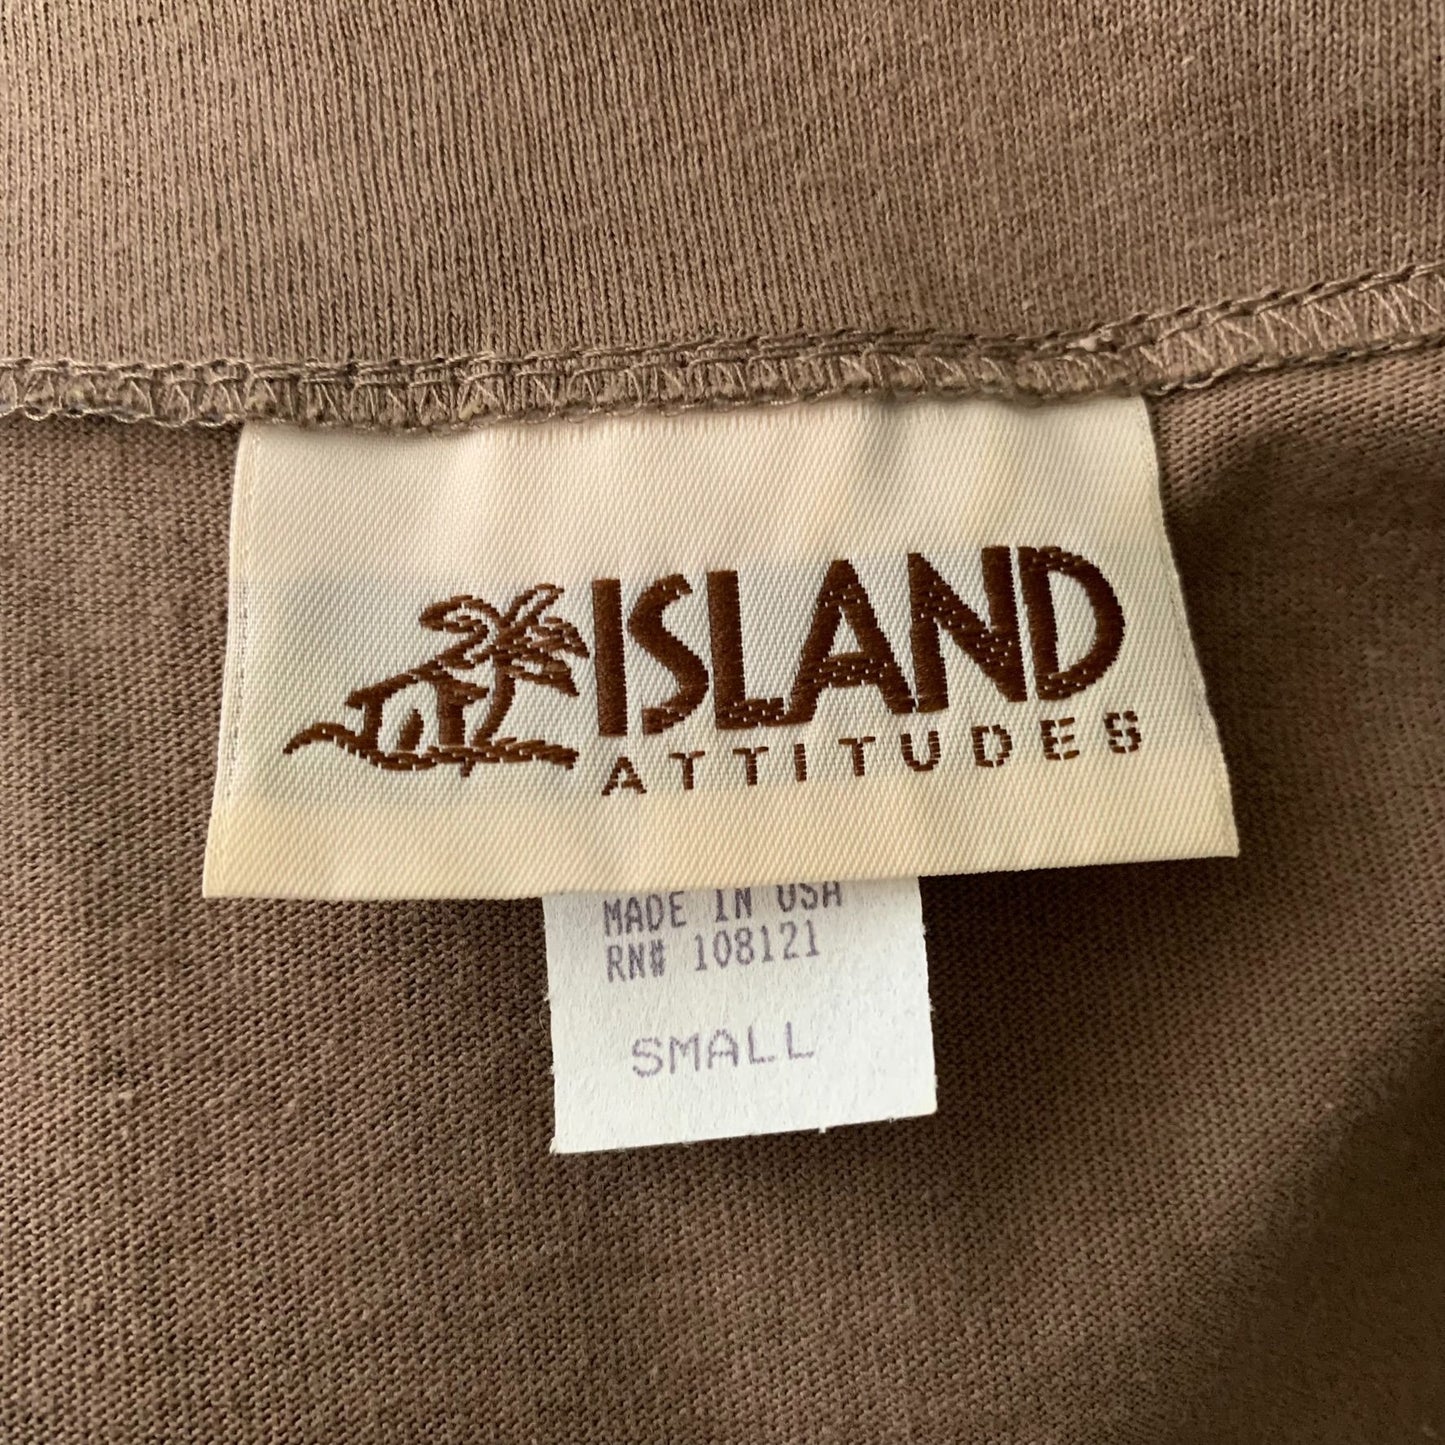 ISLAND
ATTITUDES
MADE IN USA
RN# 108121
SMALL